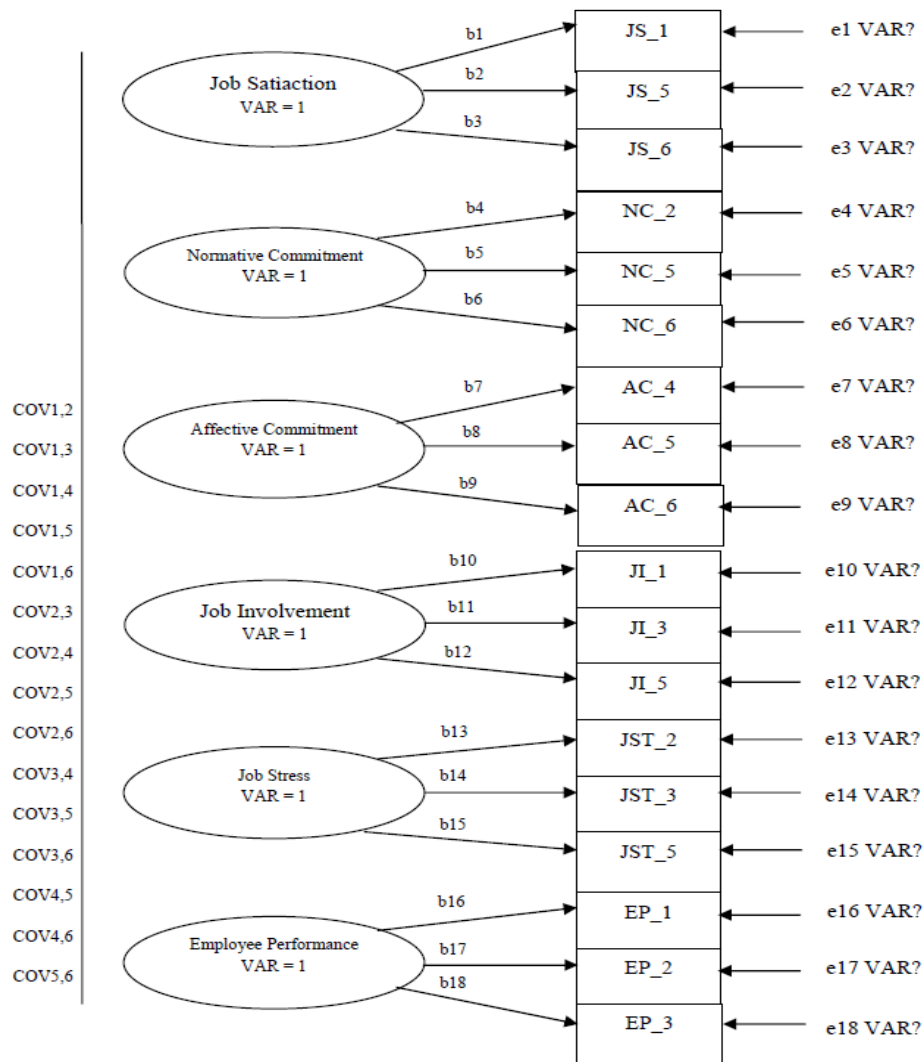 b1
JS_1
e1 VAR?
Job Satiaction
VAR = 1
b2
JS_5
e2 VAR?
b3
JS_6
e3 VAR?
b4
NC_2
e4 VAR?
Normative Commitment
VAR = 1
b5
NC_5
e5 VAR?
b6
NC_6
e6 VAR?
COV1,2
COV1,3
COV1,4
COV1,5
COV1,6
COV2,3
COV2,4
COV2,5
COV2,6
COV3,4
COV3,5
COV3,6
COV4,5
COV4,6
COV5,6
b7
AC_4
e7 VAR?
Affective Commitment
VAR = 1
b8
AC_5
e8 VAR?
b9
AC_6
e9 VAR?
b10
JI_1
e10 VAR?
Job Involvement
VAR = 1
b11
JI_3
e11 VAR?
b12
JI_5
e12 VAR?
b13
JST_2
e13 VAR?
Job Stress
VAR = 1
b14
JST_3
e14 VAR?
b15
JST_5
e15 VAR?
b16
EP_1
e16 VAR?
Employee Performance
VAR = 1
b17
EP_2
e17 VAR?
b18
EP_3
e18 VAR?